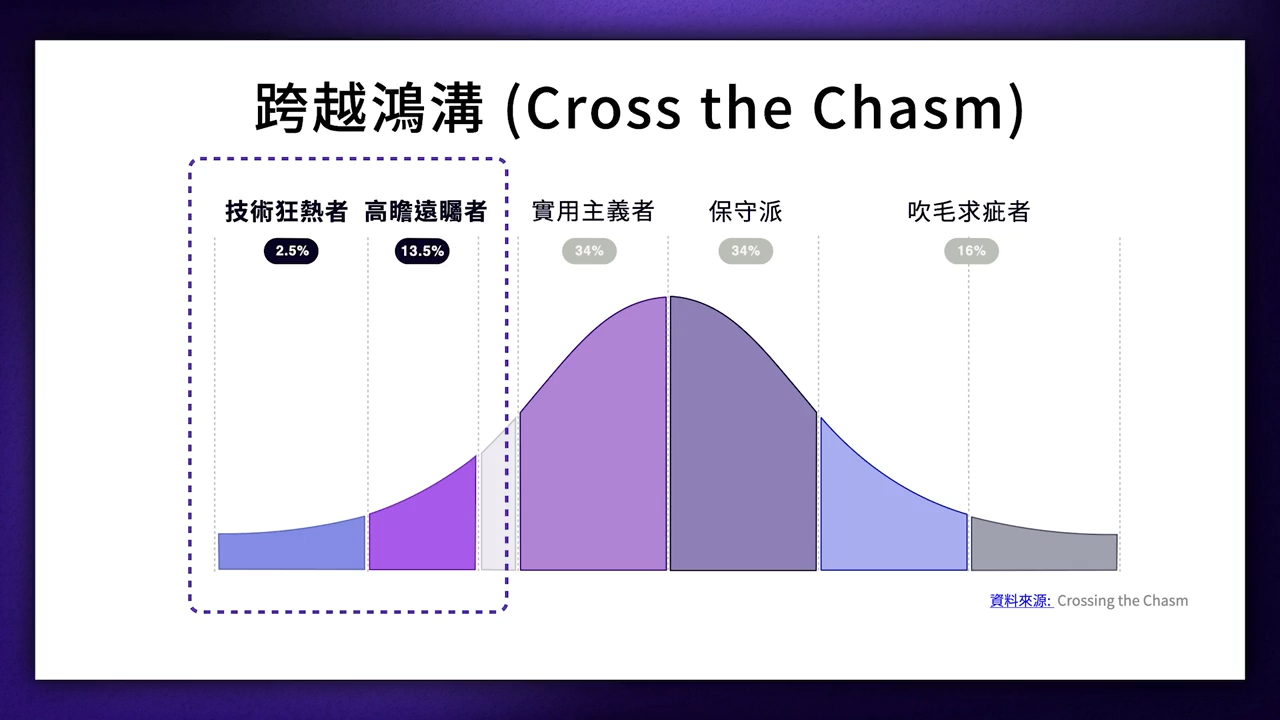 跨越鴻溝 (Cross the Chasm)
技術狂熱者 高瞻遠矚者 實用主義者 保守派 吹毛求疵者
2.5% 13.5% 34% 34% 16%
資料來源: Crossing the Chasm